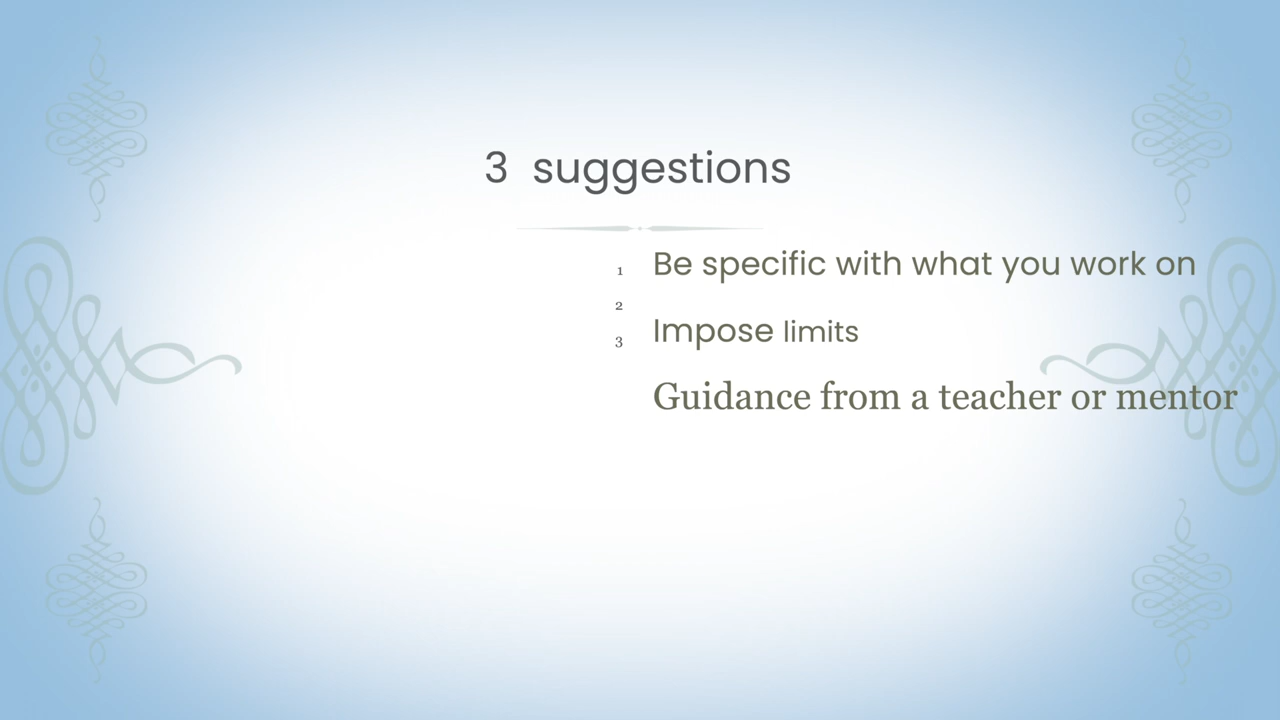 3 suggestions
1 Be specific with what you work on
2
3 Impose limits
Guidance from a teacher or mentor